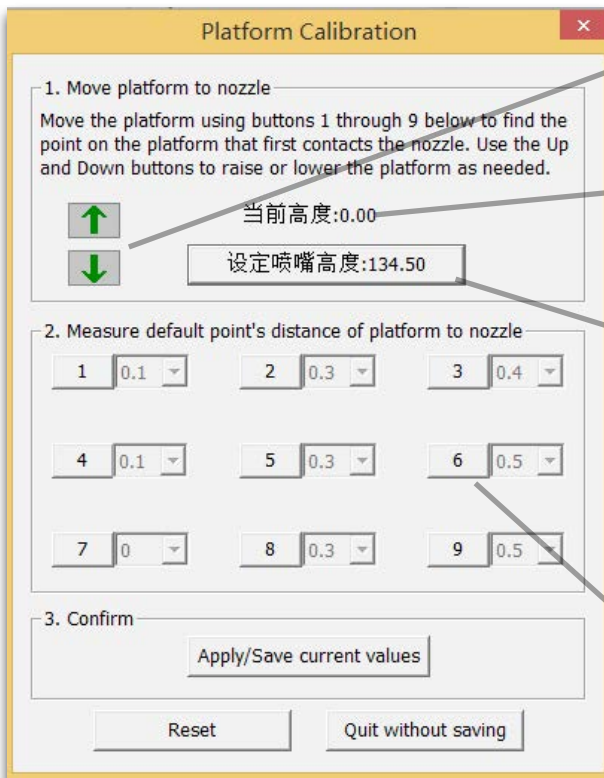 Platform Calibration
1. Move platform to nozzle
Move the platform using buttons 1 through 9 below to find the
point on the platform that first contacts the nozzle. Use the Up
and Down buttons to raise or lower the platform as needed.
当前高度:0.00
设定喷嘴高度:134.50
2. Measure default point's distance of platform to nozzle
1 0.1 2 0.3 3 0.4
4 0.1 5 0.3 6 0.5
7 0 8 0.3 9 0.5
3. Confirm
Apply/Save current values
Reset Quit without saving